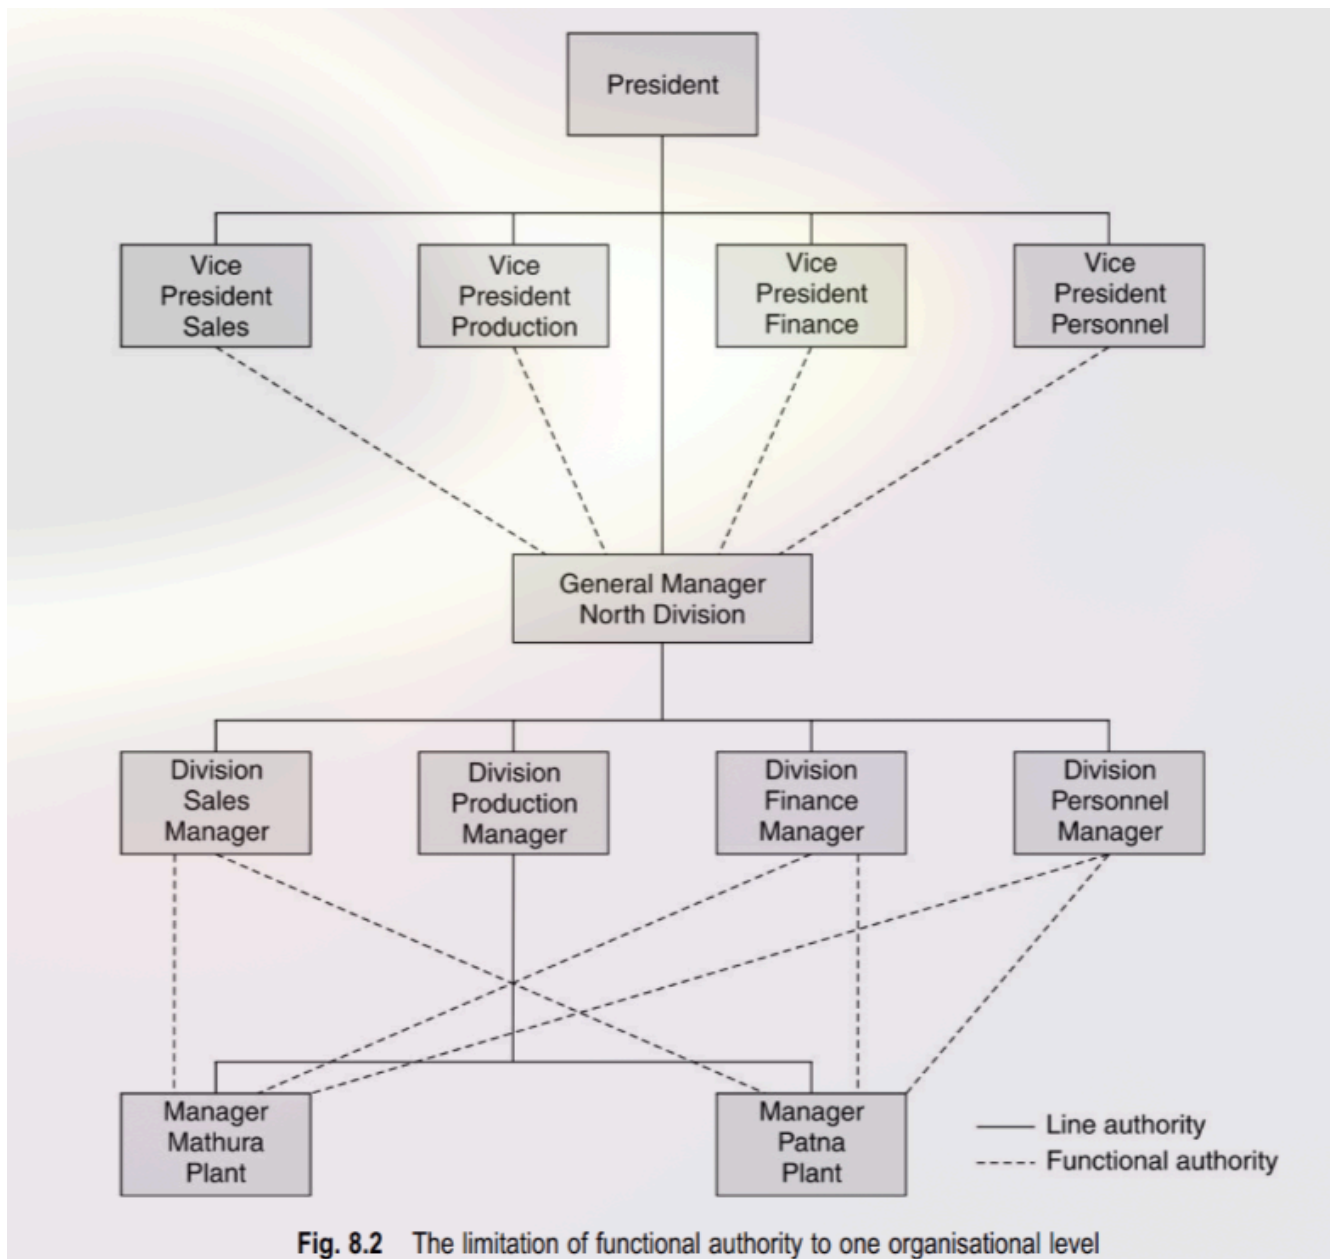 President
Vice
President
Sales
Vice
President
Production
Vice
President
Finance
Vice
President
Personnel
General Manager
North Division
Division
Sales
Manager
Division
Production
Manager
Division
Finance
Manager
Division
Personnel
Manager
Manager
Mathura
Plant
Manager
Patna
Plant
Line authority
Functional authority
Fig. 8.2 The limitation of functional authority to one organisational level